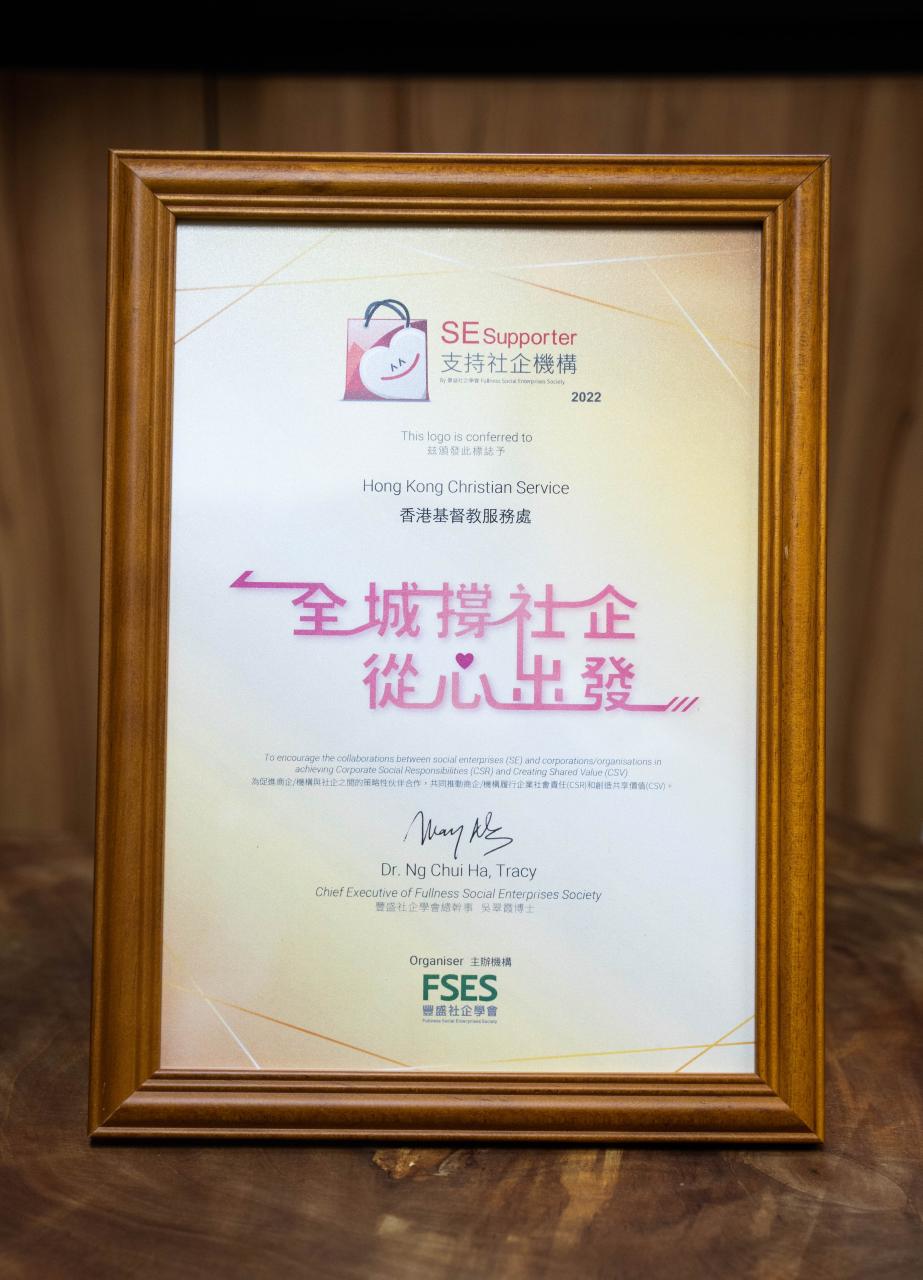 SE Supporter
支持社企機構
By 豐盛社企學會 Fullness Social Enterprises Society
2022
This logo is conferred to
茲頒發此標誌予
Hong Kong Christian Service
香港基督教服務處
全城撐社企
從心出發
To encourage the collaborations between social enterprises (SE) and corporations/organisations in
achieving Corporate Social Responsibilities (CSR) and Creating Shared Value (CSV)
為促進商企/機構與社企之間的策略性伙伴合作，共同推動商企/機構履行企業社會責任(CSR)和創造共享價值(CSV)。
Dr. Ng Chui Ha, Tracy
Chief Executive of Fullness Social Enterprises Society
豐盛社企學會總幹事 吳翠霞博士
Organiser 主辦機構
FSES
豐盛社企學會
Fullness Social Enterprises Society